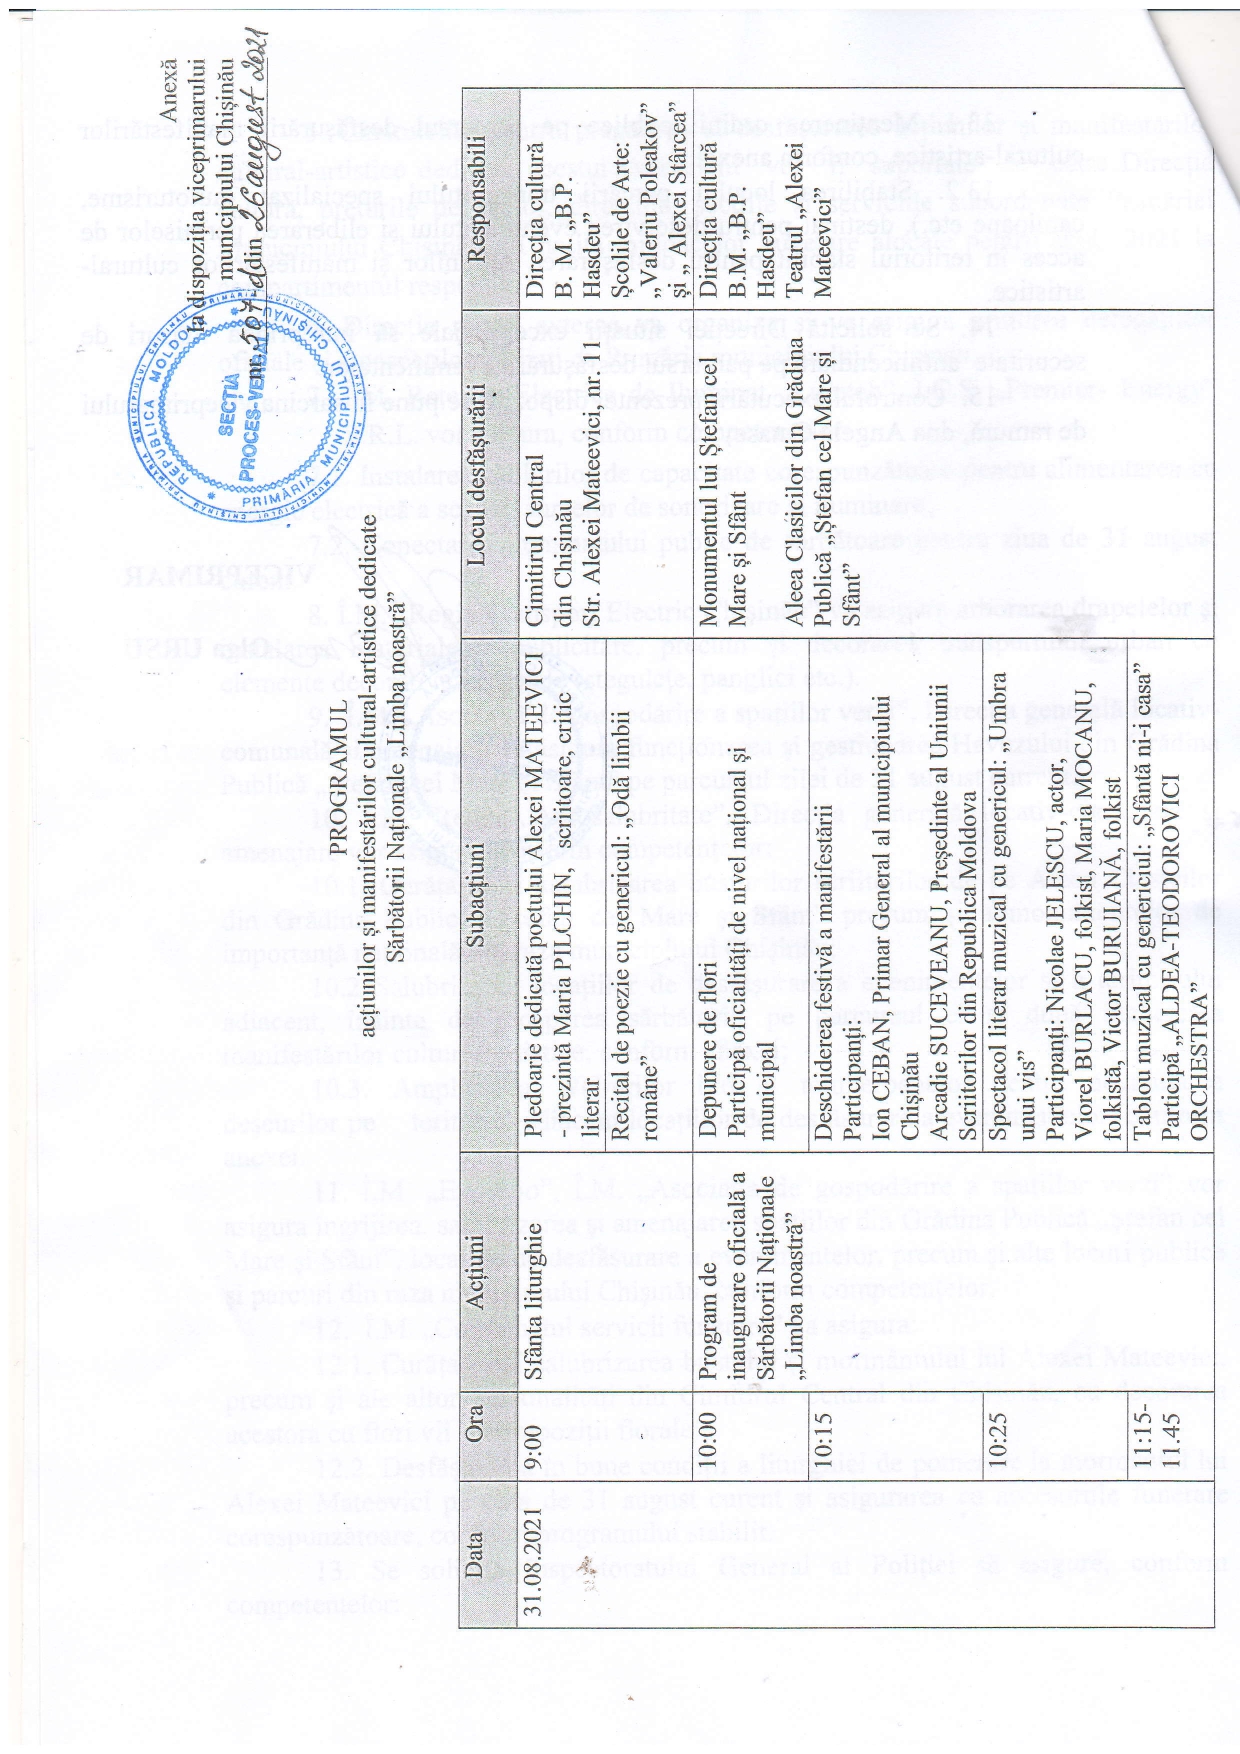 Anexă
la dispoziția viceprimarului
municipiului Chișinău
nr. 507-d din 26 august 2021
PRIMĂRIA MUNICIPIULUI CHIȘINĂU
REPUBLICA MOLDOVA
SECȚIA
PROCES-VERBAL
PRIMĂRIA MUNICIPIULUI CHIȘINĂU
PROGRAMUL
acțiunilor și manifestărilor cultural-artistice dedicate
Sărbătorii Naționale „Limba noastră”
Data Ora Acțiuni Subacțiuni Locul desfășurării Responsabili
31.08.2021 9:00 Sfânta liturghie
Pledoarie dedicată poetului Alexei MATEEVICI
- prezintă Maria PILCHIN, scriitoare, critic
literar
Recital de poezie cu genericul: „Odă limbii
române”
Cimitirul Central
din Chișinău
Str. Alexei Mateevici, nr. 11
Direcția cultură
B. M. „B.P.
Hasdeu”
Școlile de Arte:
„Valeriu Poleakov”
și „ Alexei Stârcea”
10:00
Program de
inaugurare oficială a
Sărbătorii Naționale
„Limba noastră”
Depunere de flori
Participă oficialități de nivel național și
municipal
Monumentul lui Ștefan cel
Mare și Sfânt
Aleea Clasicilor din Grădina
Publică „Ștefan cel Mare și
Sfânt”
Direcția cultură
B.M. „B.P.
Hasdeu”
Teatrul „Alexei
Mateevici”
10:15
Deschiderea festivă a manifestării
Participanți:
Ion CEBAN, Primar General al municipiului
Chișinău
Arcadie SUCEVEANU, Președinte al Uniunii
Scriitorilor din Republica Moldova
10:25
Spectacol literar muzical cu genericul: „Umbra
unui vis”
Participanți: Nicolae JELESCU, actor,
Viorel BURLACU, folkist, Maria MOCANU,
folkistă, Victor BURUIANĂ, folkist
11:15-
11.45
Tablou muzical cu genericiul: „Sfântă ni-i casa”
Participă „ALDEA-TEODOROVICI
ORCHESTRA”